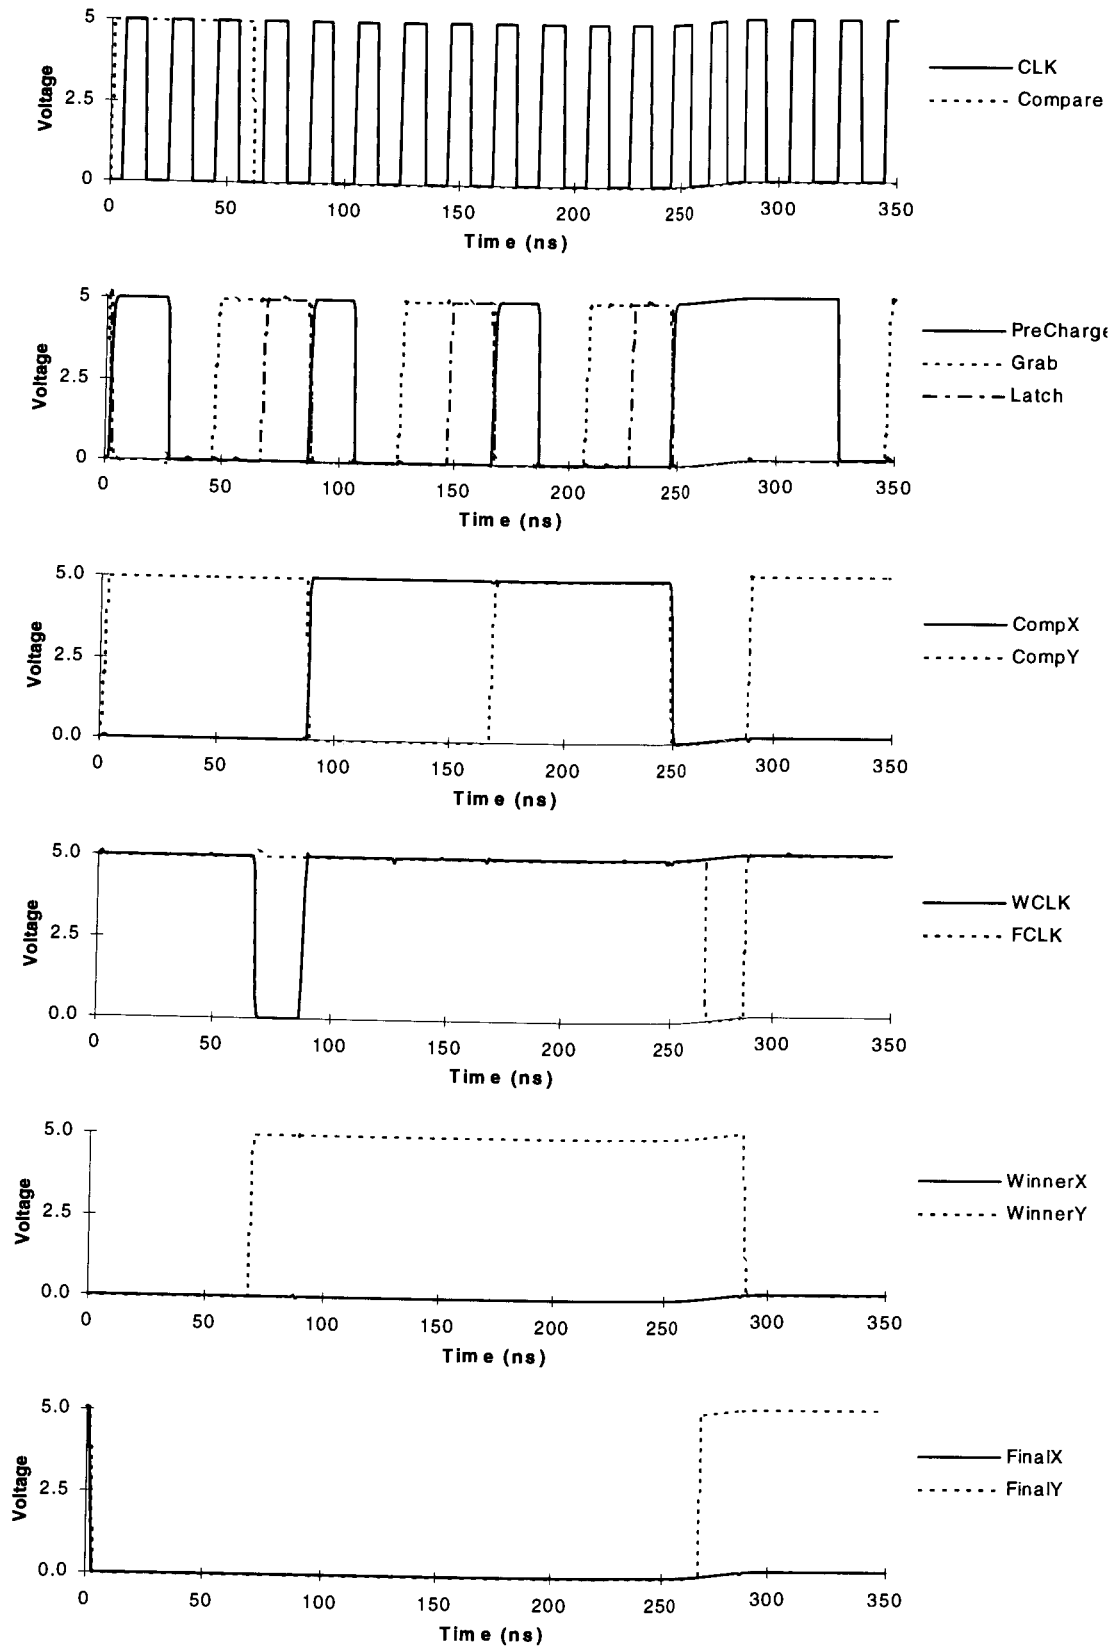 5
2.5
0
Voltage
0 50 100 150 200 250 300 350
Time (ns)
CLK
Compare
5
2.5
0
Voltage
0 50 100 150 200 250 300 350
Time (ns)
PreCharge
Grab
Latch
5.0
2.5
0.0
Voltage
0 50 100 150 200 250 300 350
Time (ns)
CompX
CompY
5.0
2.5
0.0
Voltage
0 50 100 150 200 250 300 350
Time (ns)
WCLK
FCLK
5.0
2.5
0.0
Voltage
0 50 100 150 200 250 300 350
Time (ns)
WinnerX
WinnerY
5.0
2.5
0.0
Voltage
0 50 100 150 200 250 300 350
Time (ns)
FinalX
FinalY